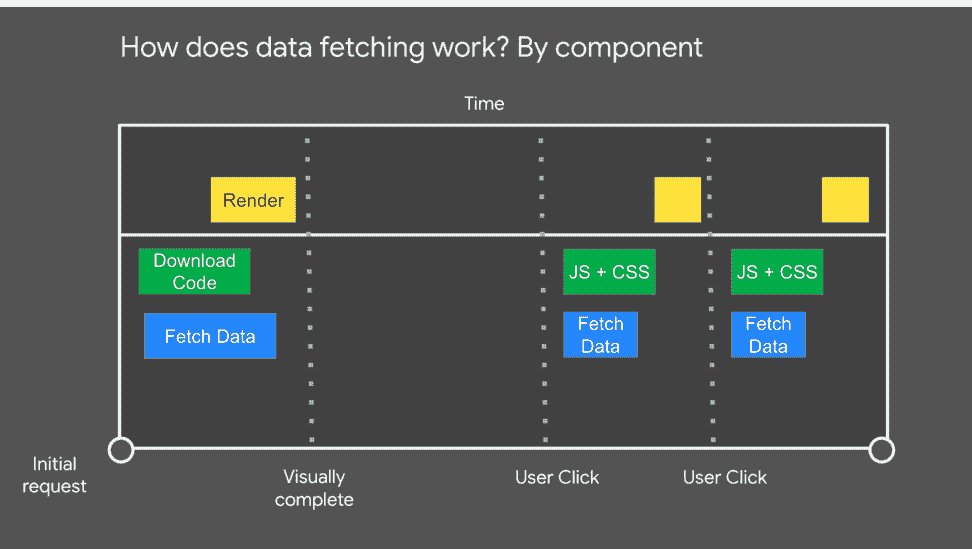 How does data fetching work? By component
Time
Render
Download
Code
JS + CSS
JS + CSS
Fetch Data
Fetch
Data
Fetch
Data
Initial
request
Visually
complete
User Click
User Click